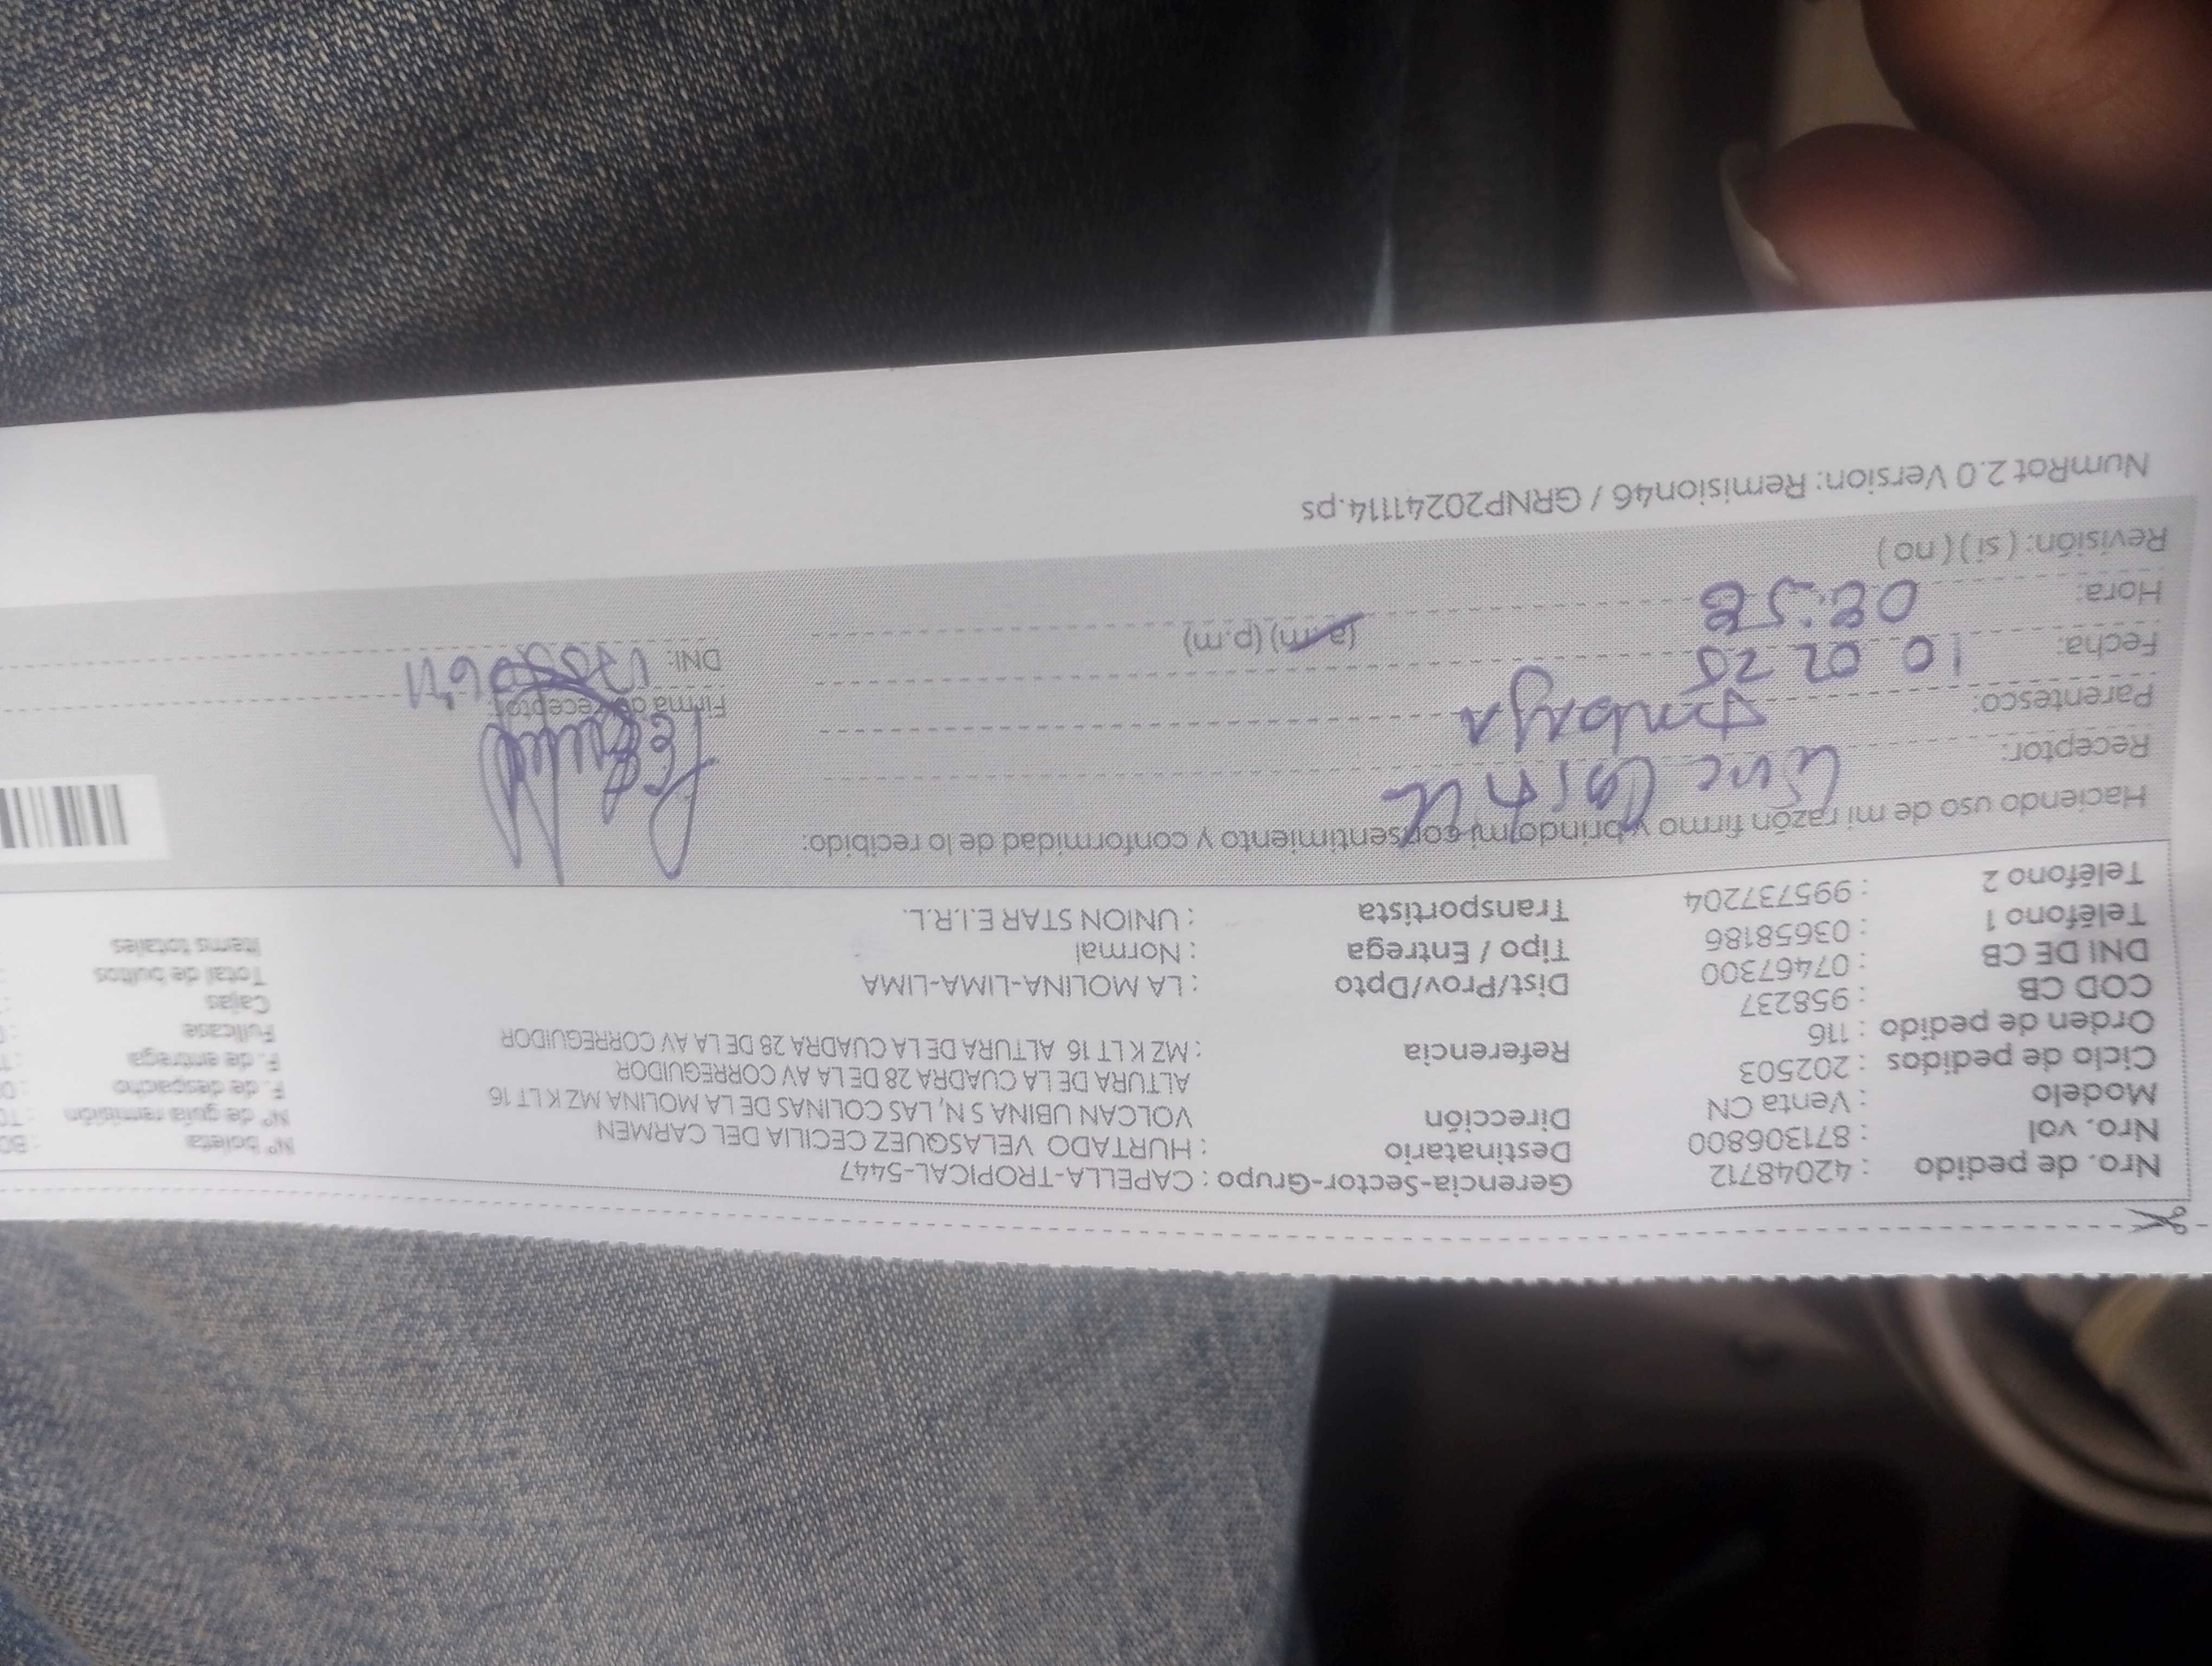 Nro. de pedido : 42048712 Gerencia-Sector-Grupo : CAPELLA-TROPICAL-5447
Nro. vol : 871306800 Destinatario : HURTADO VELASQUEZ CECILIA DEL CARMEN Nº boleta
Modelo : Venta CN Dirección VOLCAN UBINA S N, LAS COLINAS DE LA MOLINA MZ K LT 16 Nº de guía remisión
Ciclo de pedidos : 202503 ALTURA DE LA CUADRA 28 DE LA AV CORREGUIDOR F. de despacho
Orden de pedido : 116 Referencia : MZ K LT 16 ALTURA DE LA CUADRA 28 DE LA AV CORREGUIDOR F. de entrega
COD CB : 958237 Fullcase
DNI DE CB : 07467300 Dist/Prov/Dpto : LA MOLINA-LIMA-LIMA Cajas
Teléfono 1 : 03658186 Tipo / Entrega : Normal Total de bultos
Teléfono 2 : 995737204 Transportista : UNION STAR E.I.R.L. Items totales
Haciendo uso de mi razón firmo y brindo mi consentimiento y conformidad de lo recibido:
Receptor:
Parentesco: Firma de receptor
Fecha: 10 02 25 DNI:
Hora: 08:58 (a.m) (p.m)
Revisión: ( si ) ( no )
NumRot 2.0 Version: Remision46 / GRNP20241114.ps